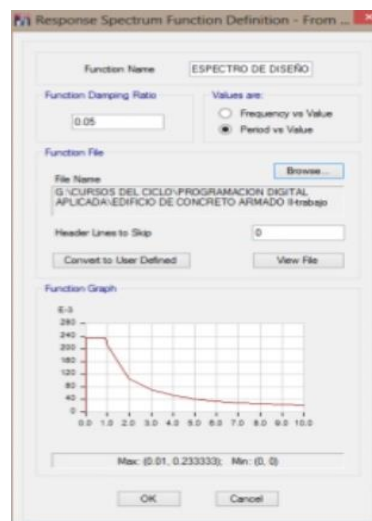 Response Spectrum Function Definition - From ...
Function Name
ESPECTRO DE DISEÑO
Function Damping Ratio
0.05
Values are:
Frequency vs Value
Period vs Value
Function File
Browse...
File Name
G:\CURSOS DEL CICLO\PROGRAMACION DIGITAL
APLICADA\EDIFICIO DE CONCRETO ARMADO II-trabajo
Header Lines to Skip
0
Convert to User Defined
View File
Function Graph
E-3
280
240
200
160
120
80
40
0
0.0 1.0 2.0 3.0 4.0 5.0 6.0 7.0 8.0 9.0 10.0
Max: (0.01, 0.233333); Min: (0, 0)
OK
Cancel